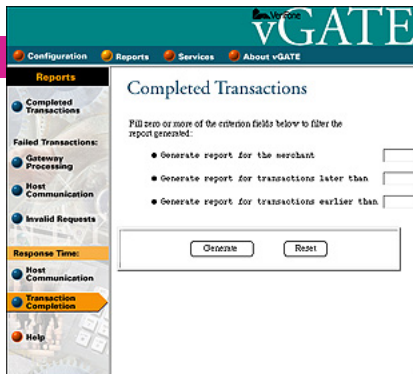 VeriFone
vGATE
Configuration Reports Services About vGATE
Reports
Completed
Transactions
Failed Transactions:
Gateway
Processing
Host
Communication
Invalid Requests
Response Time:
Host
Communication
Transaction
Completion
Help
Completed Transactions
Fill zero or more of the criterion fields below to filter the
report generated:
Generate report for the merchant
Generate report for transactions later than
Generate report for transactions earlier than
Generate Reset